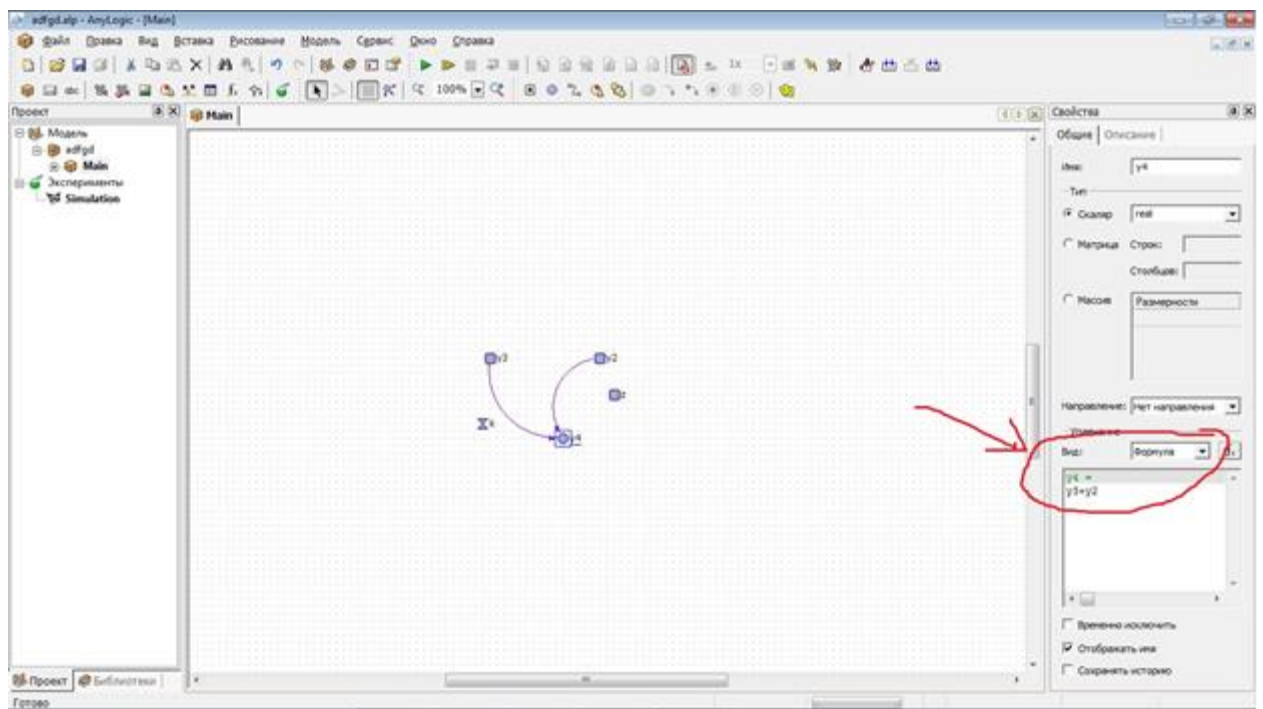 adfgd.alp - AnyLogic - [Main]
Файл Правка Вид Вставка Рисование Модель Сервис Окно Справка
100%
Проект
Main
Свойства
Модель
adfgd
Main
Эксперименты
Simulation
Общие Описание
Имя: y4
Тип
Скаляр real
Матрица Строк:
Столбцов:
Массив Размерности
y3
y2
z
x
y4
Направление: Нет направления
Уравнение
Вид: Формула
y4 =
y3+y2
Временно исключить
Отображать имя
Сохранять историю
Проект Библиотеки
Готово